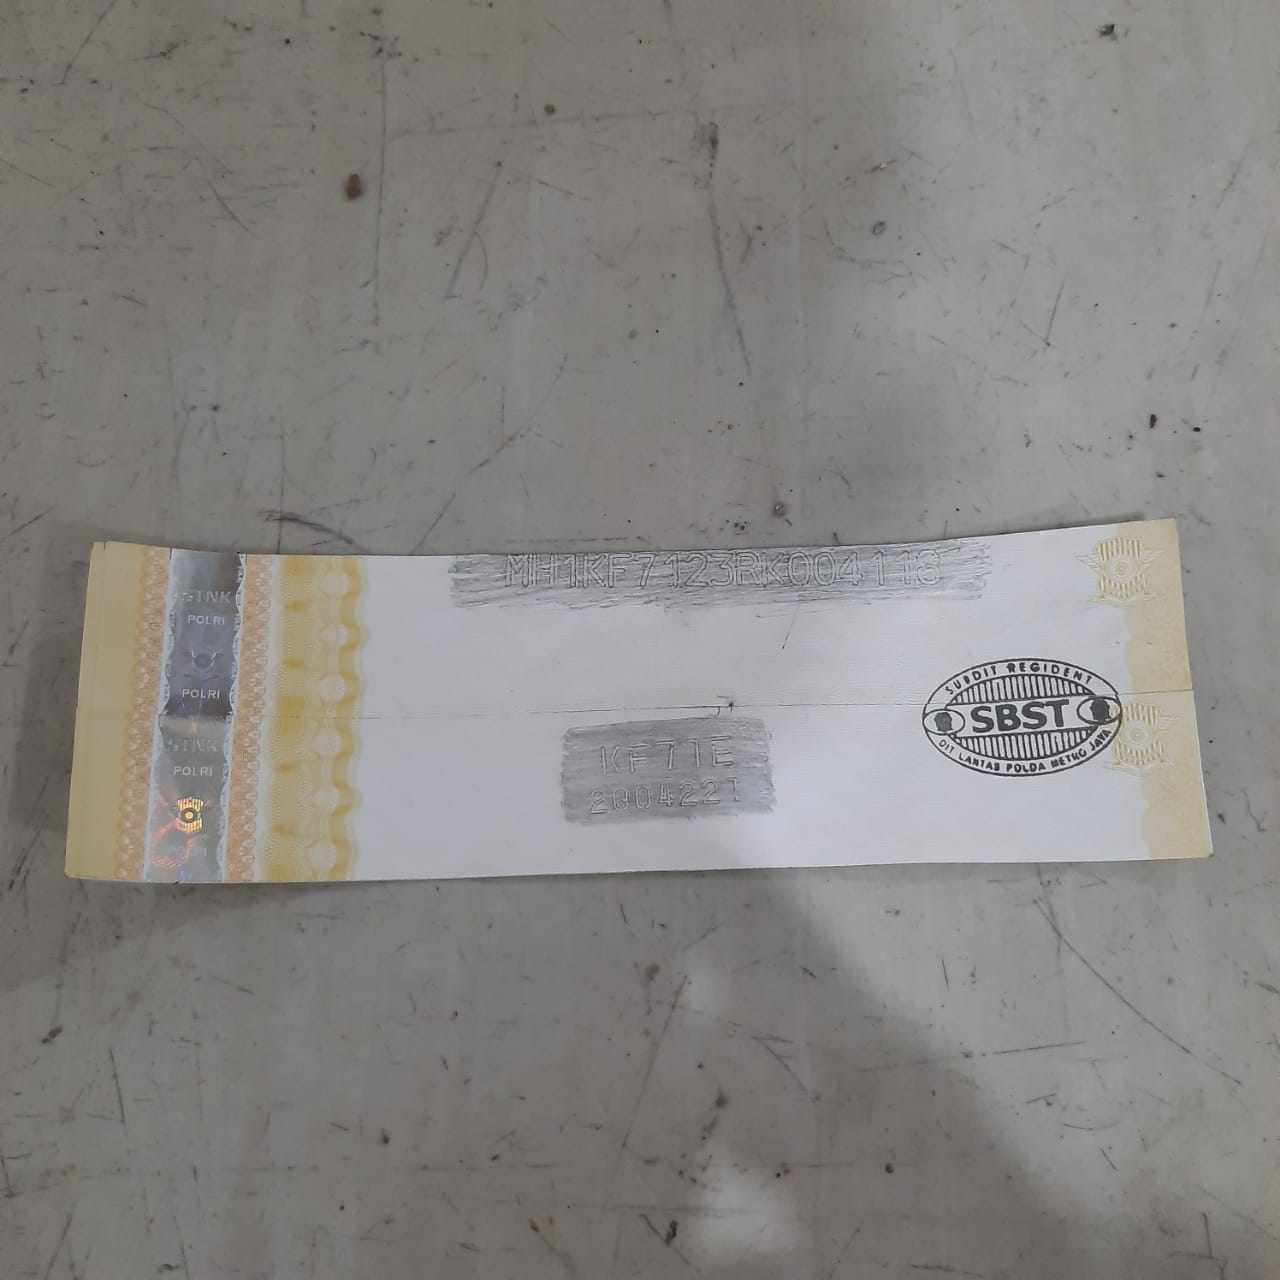 MH1KF7123RK004118
STNK
POLRI
POLRI
STNK
POLRI
KF71E
2004221
SUBDIT REGIDENT
SBST
DIT LANTAS POLDA METRO JAYA